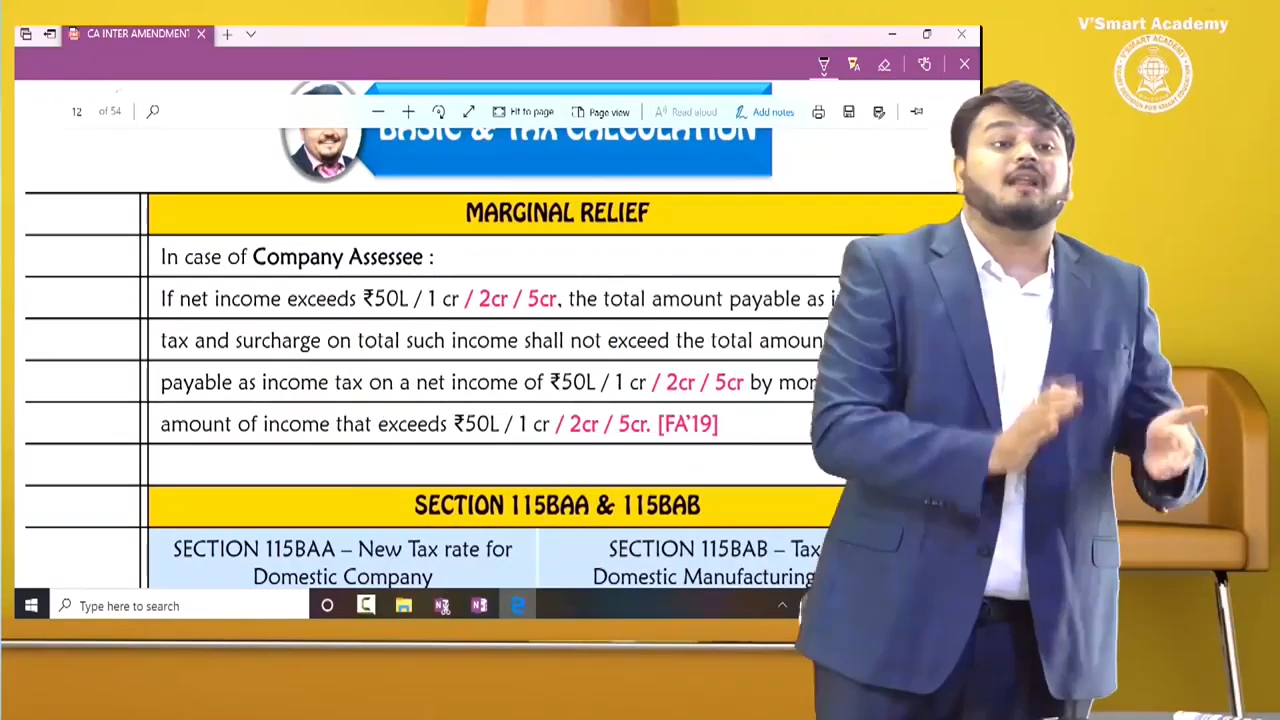 V'Smart Academy
CA INTER AMENDMENT
12 of 54
Fit to page
Page view
Read aloud
Add notes
BASIC & TAX CALCULATION
MARGINAL RELIEF
In case of Company Assessee :
If net income exceeds ₹50L / 1 cr / 2cr / 5cr, the total amount payable as i
tax and surcharge on total such income shall not exceed the total amoun
payable as income tax on a net income of ₹50L / 1 cr / 2cr / 5cr by mor
amount of income that exceeds ₹50L / 1 cr / 2cr / 5cr. [FA'19]
SECTION 115BAA & 115BAB
SECTION 115BAA – New Tax rate for
Domestic Company
SECTION 115BAB – Tax
Domestic Manufacturing
Type here to search